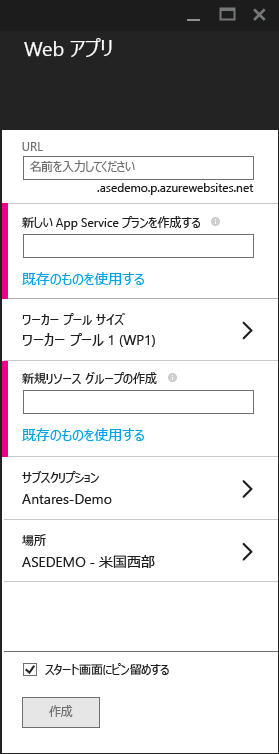 Web アプリ
URL
名前を入力してください
.asedemo.p.azurewebsites.net
新しい App Service プランを作成する
既存のものを使用する
ワーカー プール サイズ
ワーカー プール 1 (WP1)
新規リソース グループの作成
既存のものを使用する
サブスクリプション
Antares-Demo
場所
ASEDEMO - 米国西部
スタート画面にピン留めする
作成